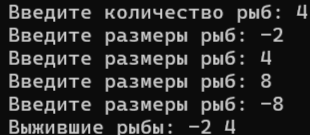 Введите количество рыб: 4
Введите размеры рыб: -2
Введите размеры рыб: 4
Введите размеры рыб: 8
Введите размеры рыб: -8
Выжившие рыбы: -2 4